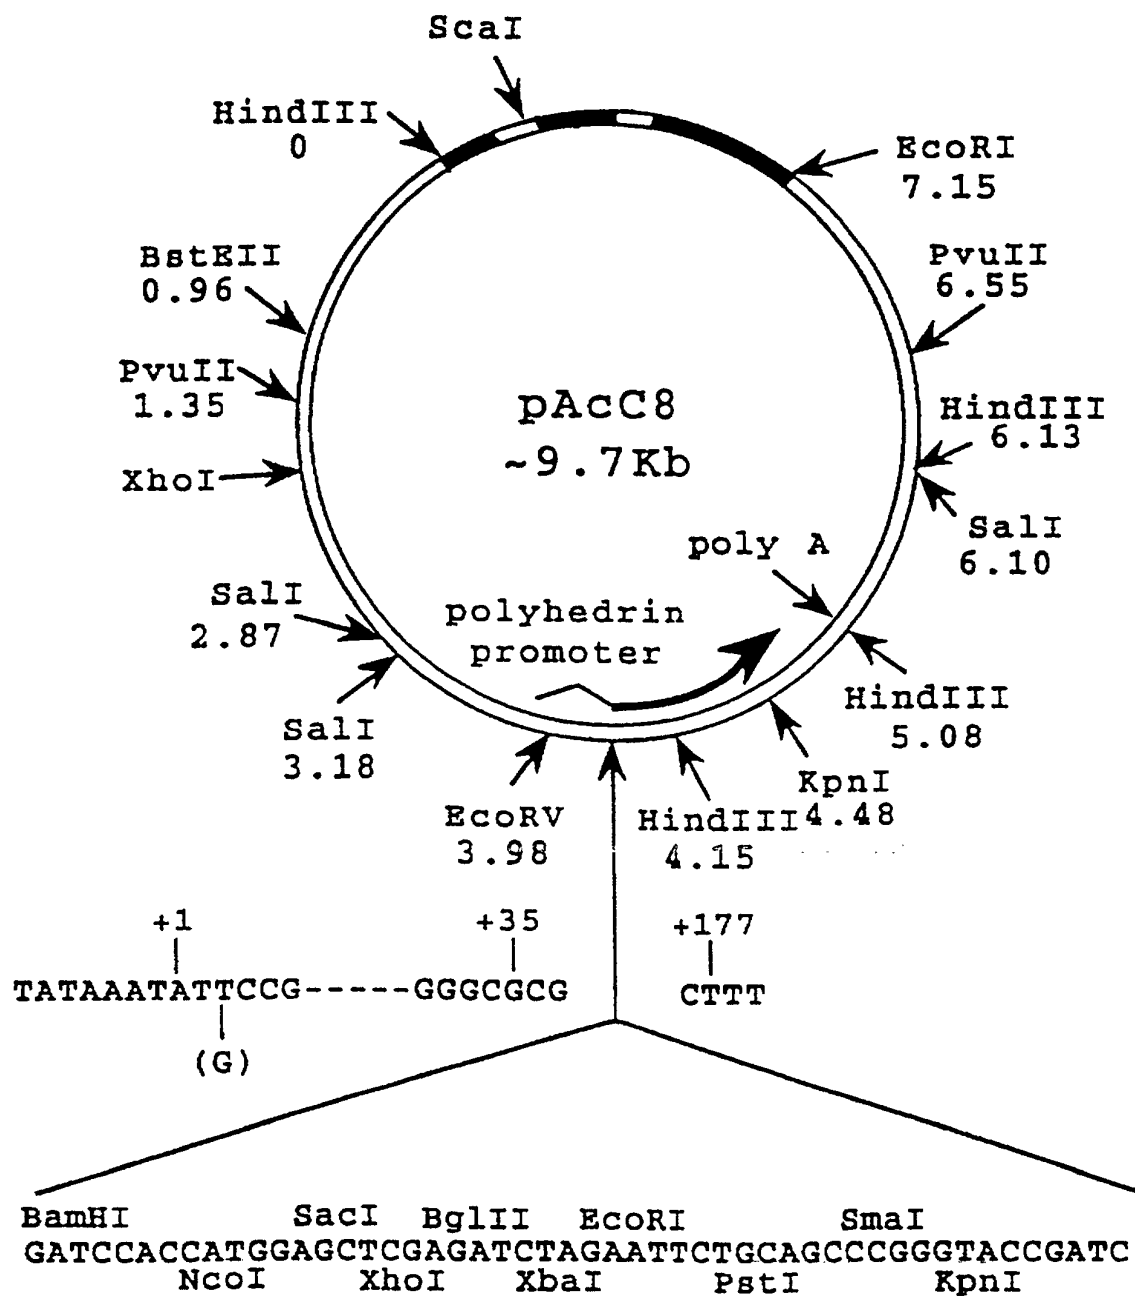 ScaI
HindIII
0
EcoRI
7.15
BstEII
0.96
PvuII
6.55
PvuII
1.35
pAcC8
~9.7Kb
HindIII
6.13
XhoI
SalI
6.10
poly A
SalI
2.87
polyhedrin
promoter
HindIII
5.08
SalI
3.18
KpnI
4.48
EcoRV
3.98
HindIII
4.15
+1
+35
+177
TATAAATATTCCG-----GGGCGCG
CTTT
(G)
BamHI SacI BglII EcoRI SmaI
GATCCACCATGGAGCTCGAGATCTAGAATTCTGCAGCCCGGGTACCGATC
NcoI XhoI XbaI PstI KpnI